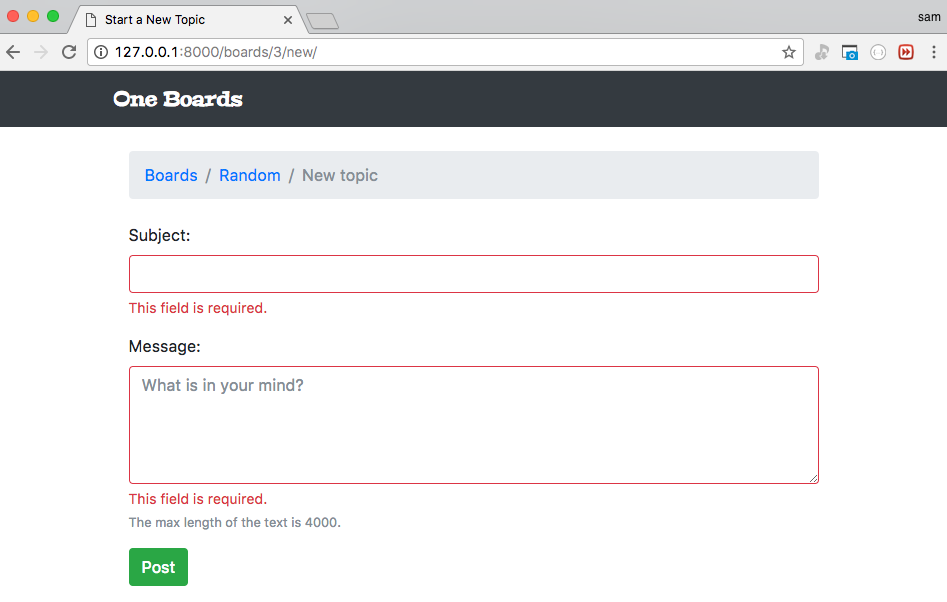 Start a New Topic
sam
127.0.0.1:8000/boards/3/new/
One Boards
Boards / Random / New topic
Subject:
This field is required.
Message:
What is in your mind?
This field is required.
The max length of the text is 4000.
Post